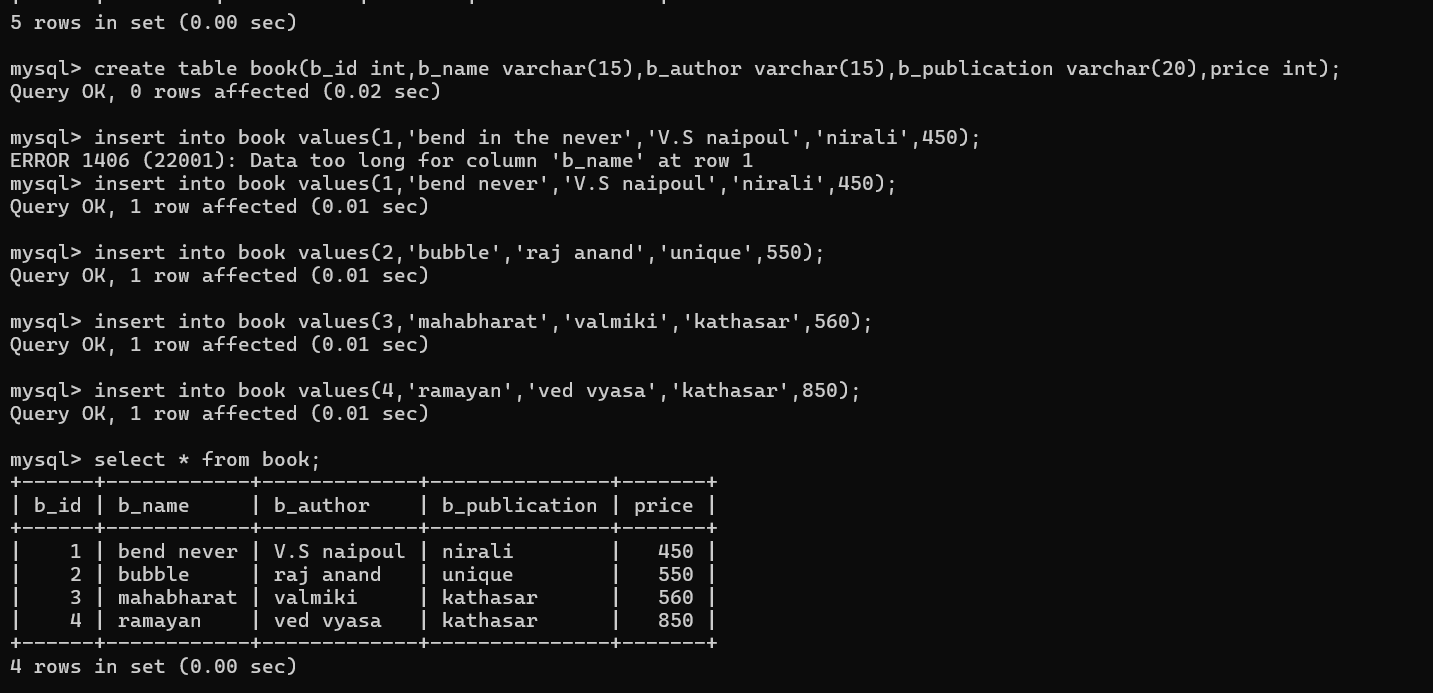 5 rows in set (0.00 sec)
mysql> create table book(b_id int,b_name varchar(15),b_author varchar(15),b_publication varchar(20),price int);
Query OK, 0 rows affected (0.02 sec)
mysql> insert into book values(1,'bend in the never','V.S naipoul','nirali',450);
ERROR 1406 (22001): Data too long for column 'b_name' at row 1
mysql> insert into book values(1,'bend never','V.S naipoul','nirali',450);
Query OK, 1 row affected (0.01 sec)
mysql> insert into book values(2,'bubble','raj anand','unique',550);
Query OK, 1 row affected (0.01 sec)
mysql> insert into book values(3,'mahabharat','valmiki','kathasar',560);
Query OK, 1 row affected (0.01 sec)
mysql> insert into book values(4,'ramayan','ved vyasa','kathasar',850);
Query OK, 1 row affected (0.01 sec)
mysql> select * from book;
+------+------------+-------------+---------------+-------+
| b_id | b_name     | b_author    | b_publication | price |
+------+------------+-------------+---------------+-------+
|    1 | bend never | V.S naipoul | nirali        |   450 |
|    2 | bubble     | raj anand   | unique        |   550 |
|    3 | mahabharat | valmiki     | kathasar      |   560 |
|    4 | ramayan    | ved vyasa   | kathasar      |   850 |
+------+------------+-------------+---------------+-------+
4 rows in set (0.00 sec)